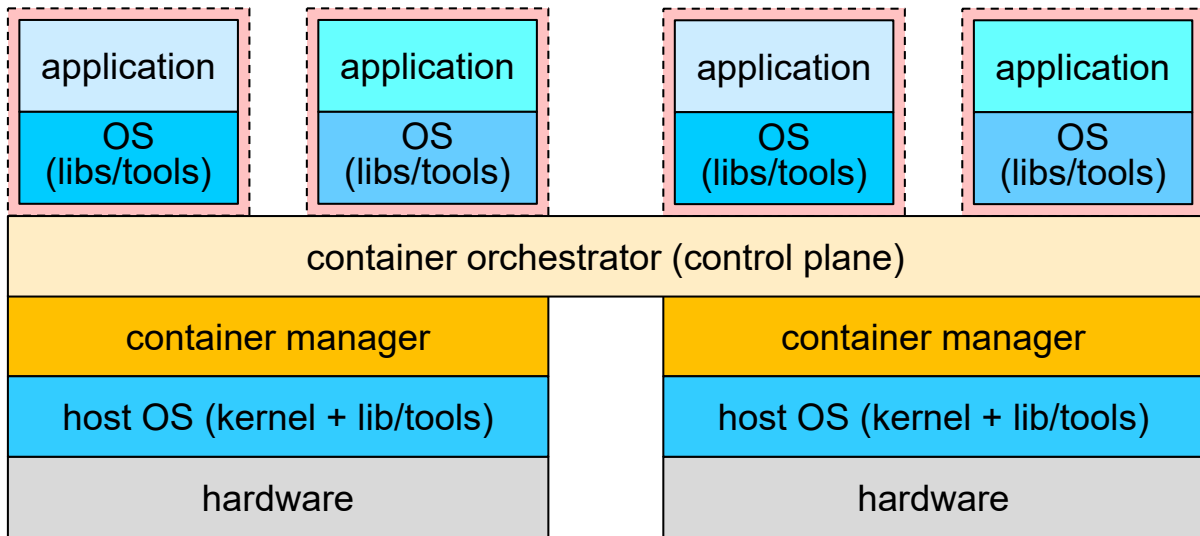 application
application
application
application
OS
(libs/tools)
OS
(libs/tools)
OS
(libs/tools)
OS
(libs/tools)
container orchestrator (control plane)
container manager
container manager
host OS (kernel + lib/tools)
host OS (kernel + lib/tools)
hardware
hardware